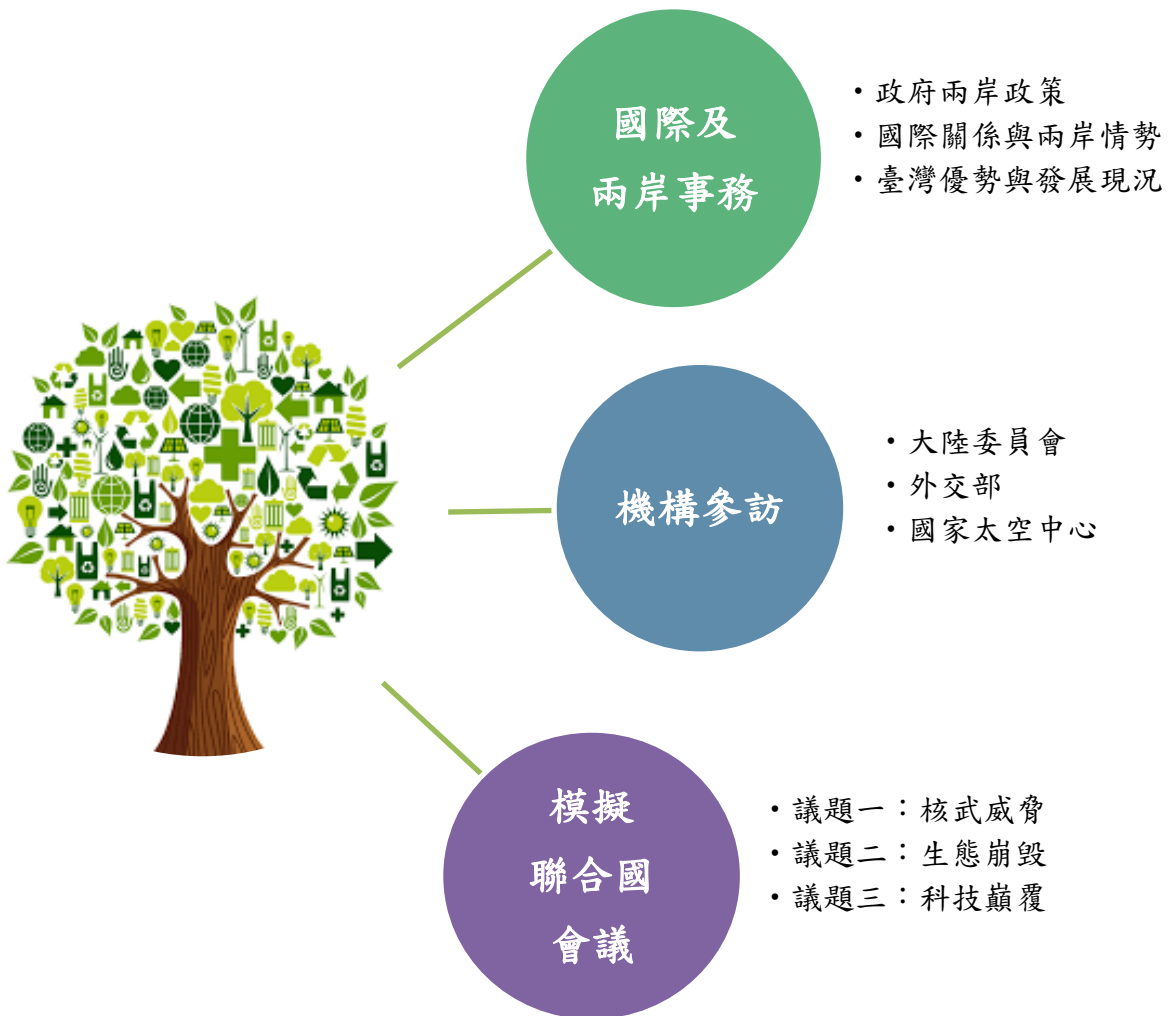 國際及
兩岸事務
・政府兩岸政策
・國際關係與兩岸情勢
・臺灣優勢與發展現況
機構參訪
・大陸委員會
・外交部
・國家太空中心
模擬
聯合國
會議
・議題一：核武威脅
・議題二：生態崩毀
・議題三：科技巔覆